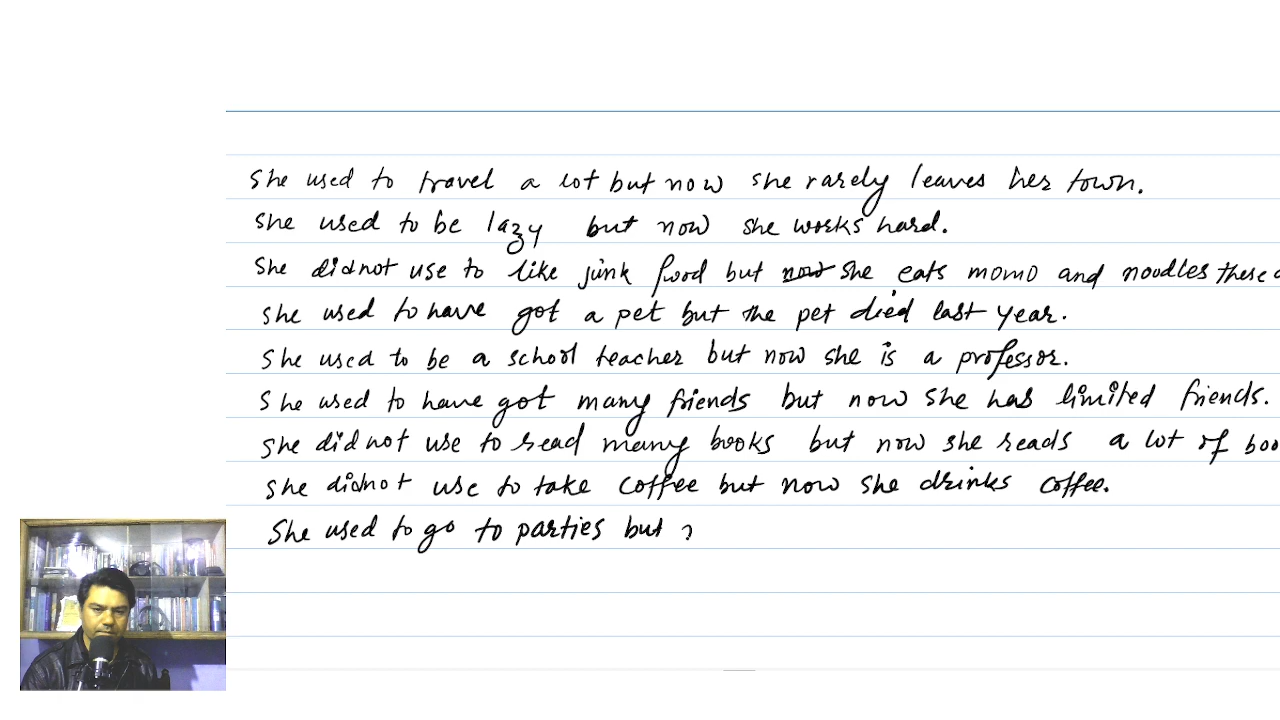 She used to travel a lot but now she rarely leaves her town.
She used to be lazy but now she works hard.
She did not use to like junk food but now she eats momo and noodles these
She used to have got a pet but the pet died last year.
She used to be a school teacher but now she is a professor.
She used to have got many friends but now she has limited friends.
She did not use to read many books but now she reads a lot of boo
She did not use to take coffee but now she drinks coffee.
She used to go to parties but